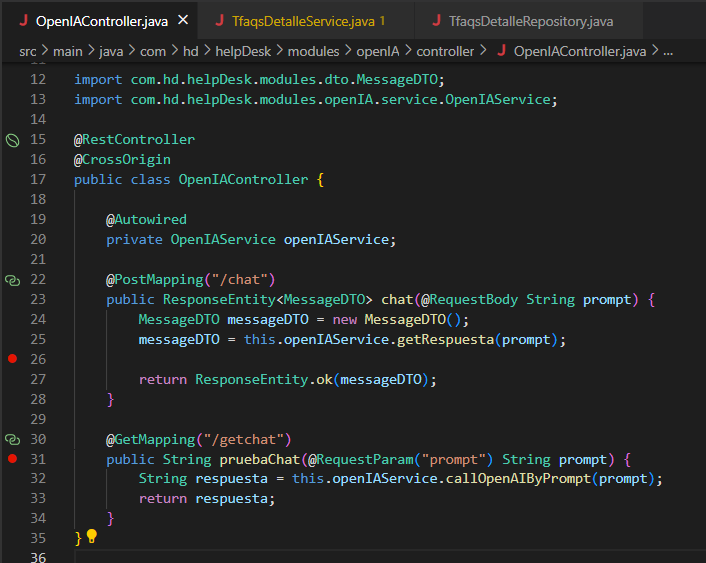 OpenIAController.java
TfaqsDetalleService.java 1
TfaqsDetalleRepository.java
src > main > java > com > hd > helpDesk > modules > openIA > controller > OpenIAController.java > ...
12 import com.hd.helpDesk.modules.dto.MessageDTO;
13 import com.hd.helpDesk.modules.openIA.service.OpenIAService;
14
15 @RestController
16 @CrossOrigin
17 public class OpenIAController {
18
19 @Autowired
20 private OpenIAService openIAService;
21
22 @PostMapping("/chat")
23 public ResponseEntity<MessageDTO> chat(@RequestBody String prompt) {
24 MessageDTO messageDTO = new MessageDTO();
25 messageDTO = this.openIAService.getRespuesta(prompt);
26
27 return ResponseEntity.ok(messageDTO);
28 }
29
30 @GetMapping("/getchat")
31 public String pruebaChat(@RequestParam("prompt") String prompt) {
32 String respuesta = this.openIAService.callOpenAIByPrompt(prompt);
33 return respuesta;
34 }
35 }
36